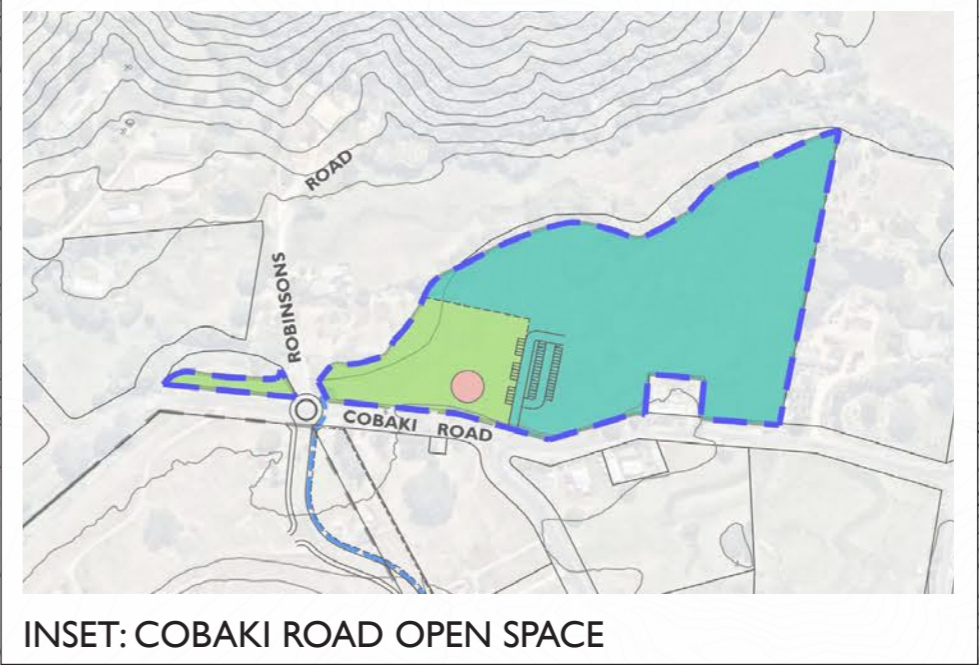 ROAD
ROBINSONS
COBAKI ROAD
INSET: COBAKI ROAD OPEN SPACE